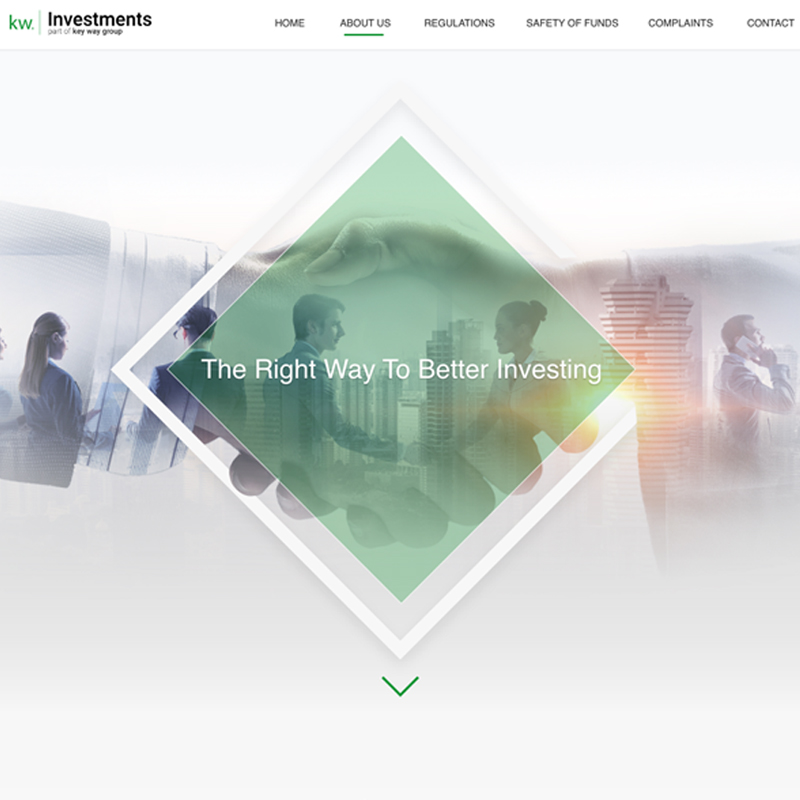 kw. Investments
part of key way group
HOME ABOUT US REGULATIONS SAFETY OF FUNDS COMPLAINTS CONTACT
The Right Way To Better Investing